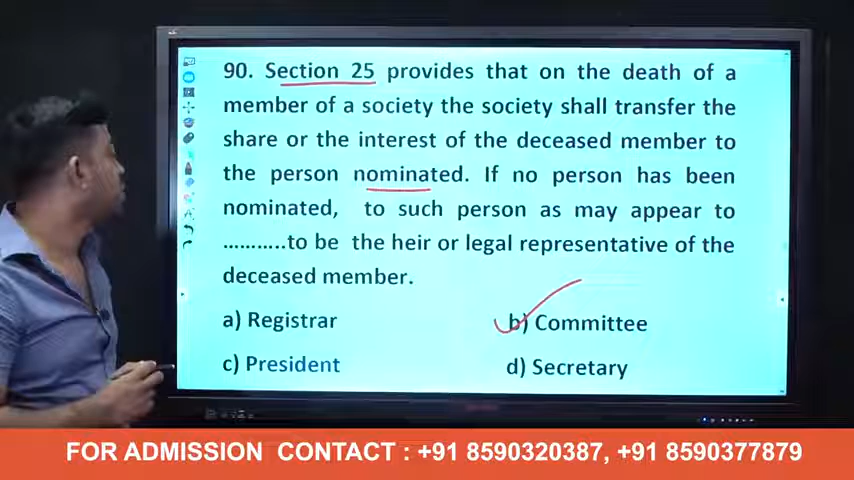 90. Section 25 provides that on the death of a
member of a society the society shall transfer the
share or the interest of the deceased member to
the person nominated. If no person has been
nominated, to such person as may appear to
...........to be the heir or legal representative of the
deceased member.
a) Registrar
b) Committee
c) President
d) Secretary
FOR ADMISSION CONTACT : +91 8590320387, +91 8590377879